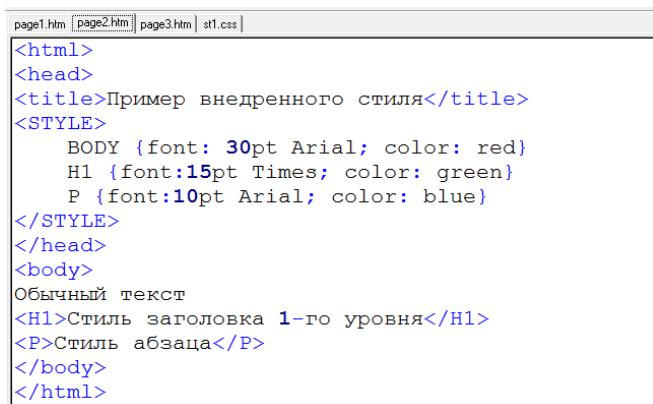 page1.htm page2.htm page3.htm st1.css
<html>
<head>
<title>Пример внедренного стиля</title>
<STYLE>
    BODY {font: 30pt Arial; color: red}
    H1 {font:15pt Times; color: green}
    P {font:10pt Arial; color: blue}
</STYLE>
</head>
<body>
Обычный текст
<H1>Стиль заголовка 1-го уровня</H1>
<P>Стиль абзаца</P>
</body>
</html>